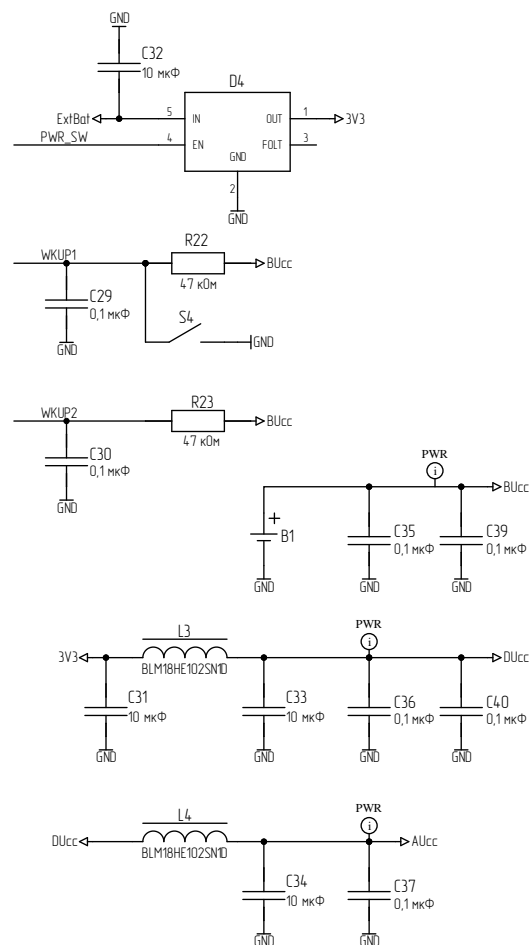 GND
C32
10 мкФ
D4
ExtBat
5
IN
OUT
1
3V3
PWR_SW
4
EN
FOLT
3
GND
2
GND
WKUP1
R22
BUcc
47 кОм
C29
0,1 мкФ
S4
GND
GND
WKUP2
R23
BUcc
47 кОм
C30
0,1 мкФ
GND
PWR
i
BUcc
+
B1
C35
0,1 мкФ
C39
0,1 мкФ
GND
GND
GND
L3
PWR
i
3V3
DUcc
BLM18HE102SN1D
C31
10 мкФ
C33
10 мкФ
C36
0,1 мкФ
C40
0,1 мкФ
GND
GND
GND
GND
L4
PWR
i
DUcc
AUcc
BLM18HE102SN1D
C34
10 мкФ
C37
0,1 мкФ
GND
GND